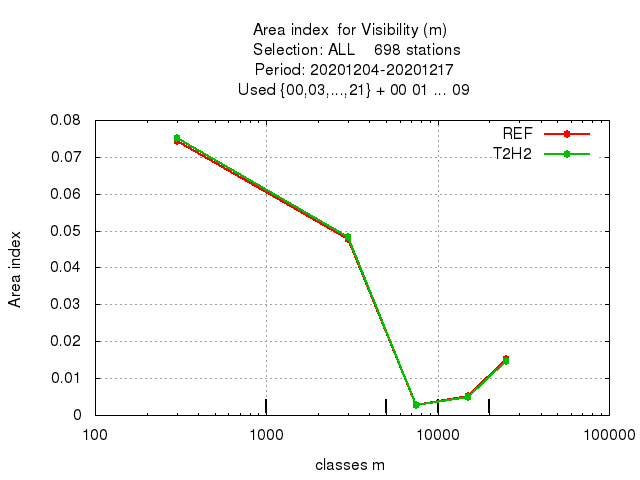 Area index  for Visibility (m)
Selection: ALL    698 stations
Period: 20201204-20201217
Used {00,03,...,21} + 00 01 ... 09
REF
T2H2
0.08
0.07
0.06
0.05
0.04
0.03
0.02
0.01
0
Area index
100
1000
10000
100000
classes m